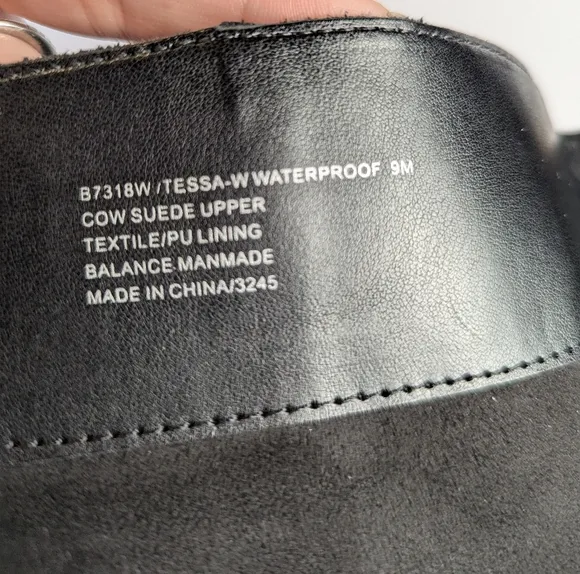 B7318W /TESSA-W WATERPROOF 9M
COW SUEDE UPPER
TEXTILE/PU LINING
BALANCE MANMADE
MADE IN CHINA/3245